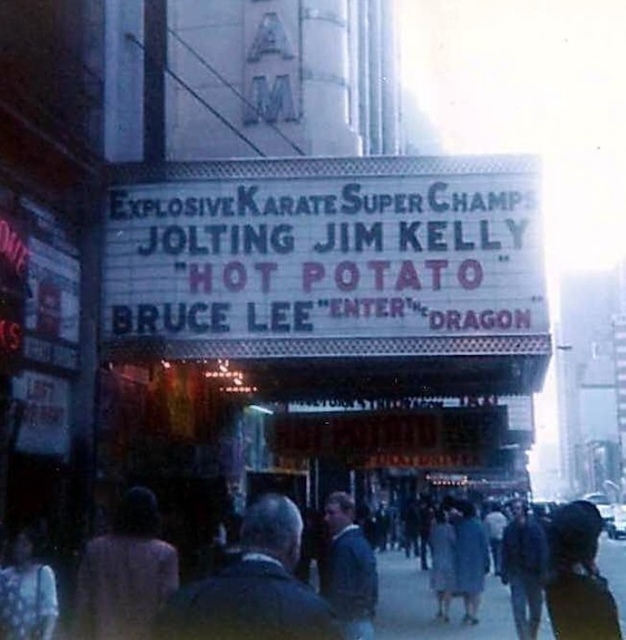 AM
EXPLOSIVE KARATE SUPER CHAMPS
JOLTING JIM KELLY
"HOT POTATO"
BRUCE LEE "ENTER THE DRAGON"
HOT POTATO